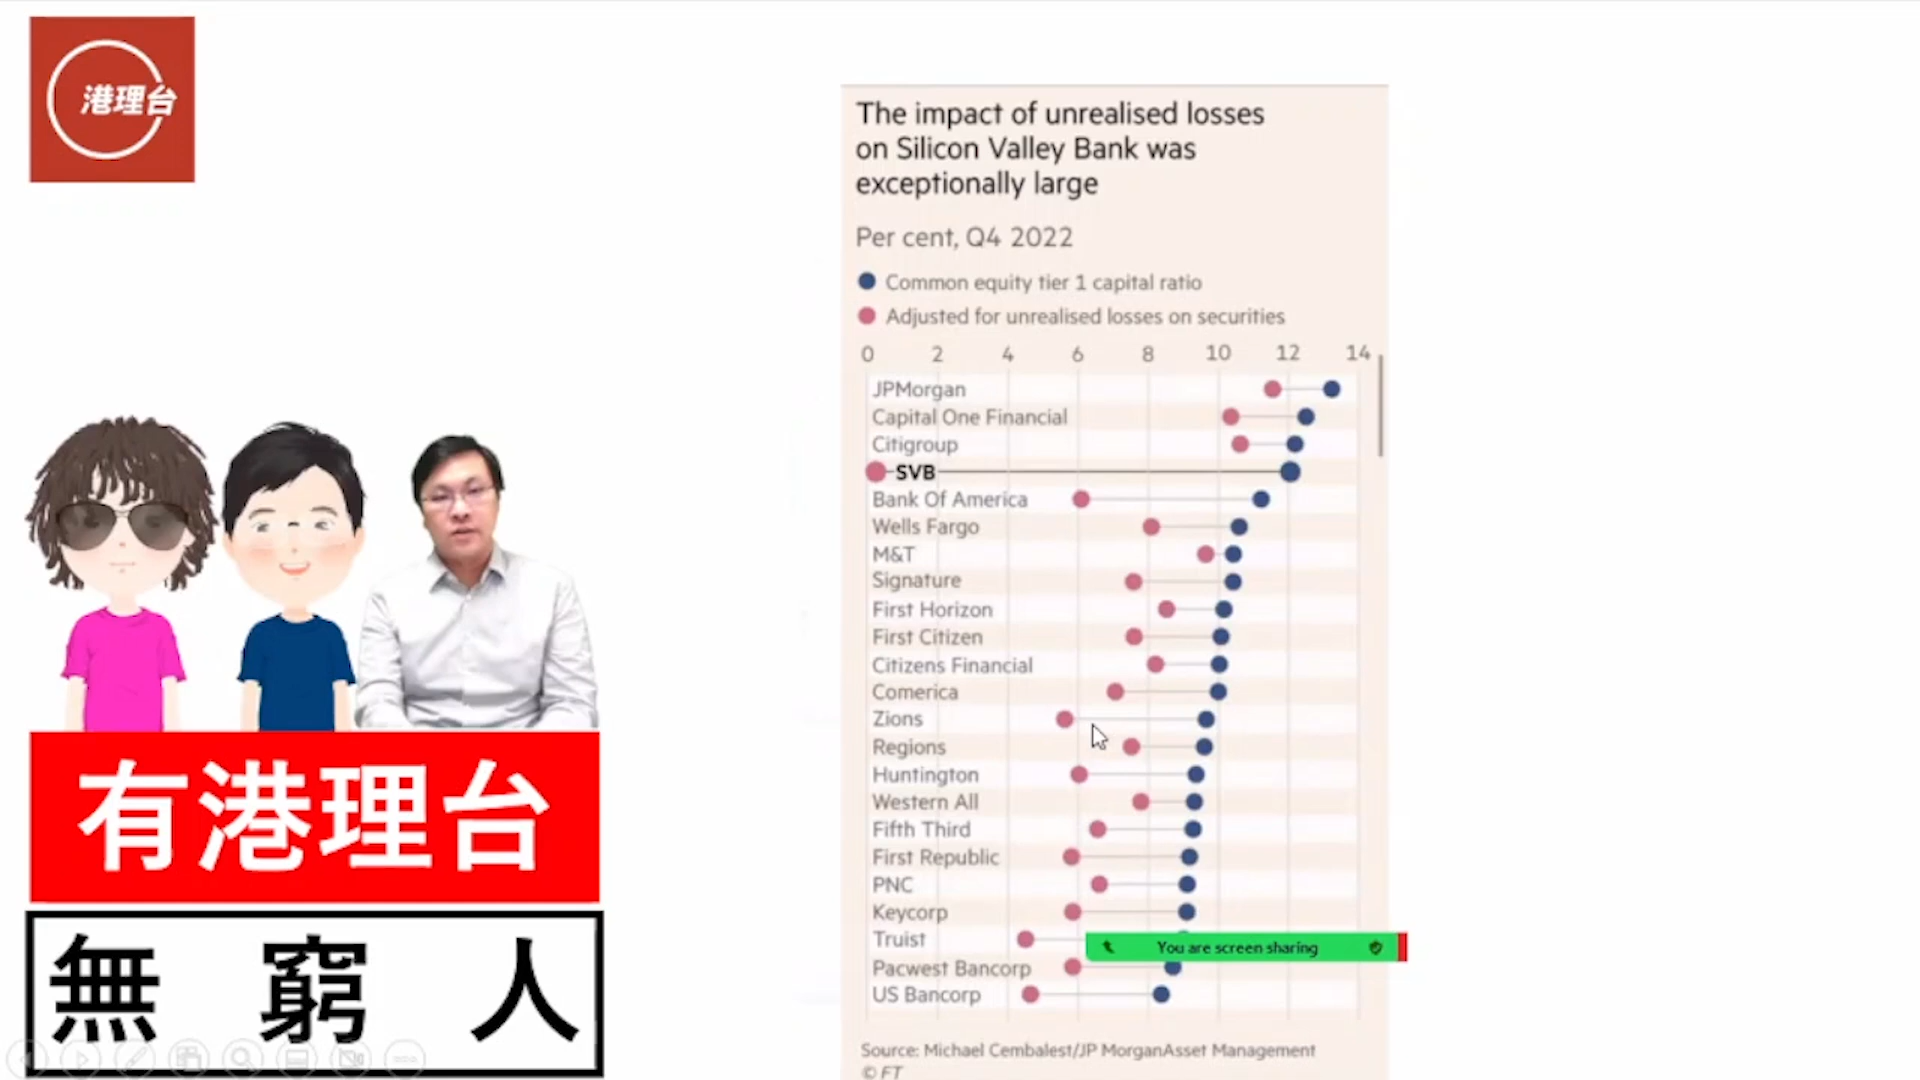 港理台
The impact of unrealised losses
on Silicon Valley Bank was
exceptionally large
Per cent, Q4 2022
Common equity tier 1 capital ratio
Adjusted for unrealised losses on securities
0 2 4 6 8 10 12 14
JPMorgan
Capital One Financial
Citigroup
SVB
Bank Of America
Wells Fargo
M&T
Signature
First Horizon
First Citizen
Citizens Financial
Comerica
Zions
Regions
Huntington
Western All
Fifth Third
First Republic
PNC
Keycorp
Truist
You are screen sharing
Pacwest Bancorp
US Bancorp
Source: Michael Cembalest/JP MorganAsset Management
© FT
有港理台
無窮人